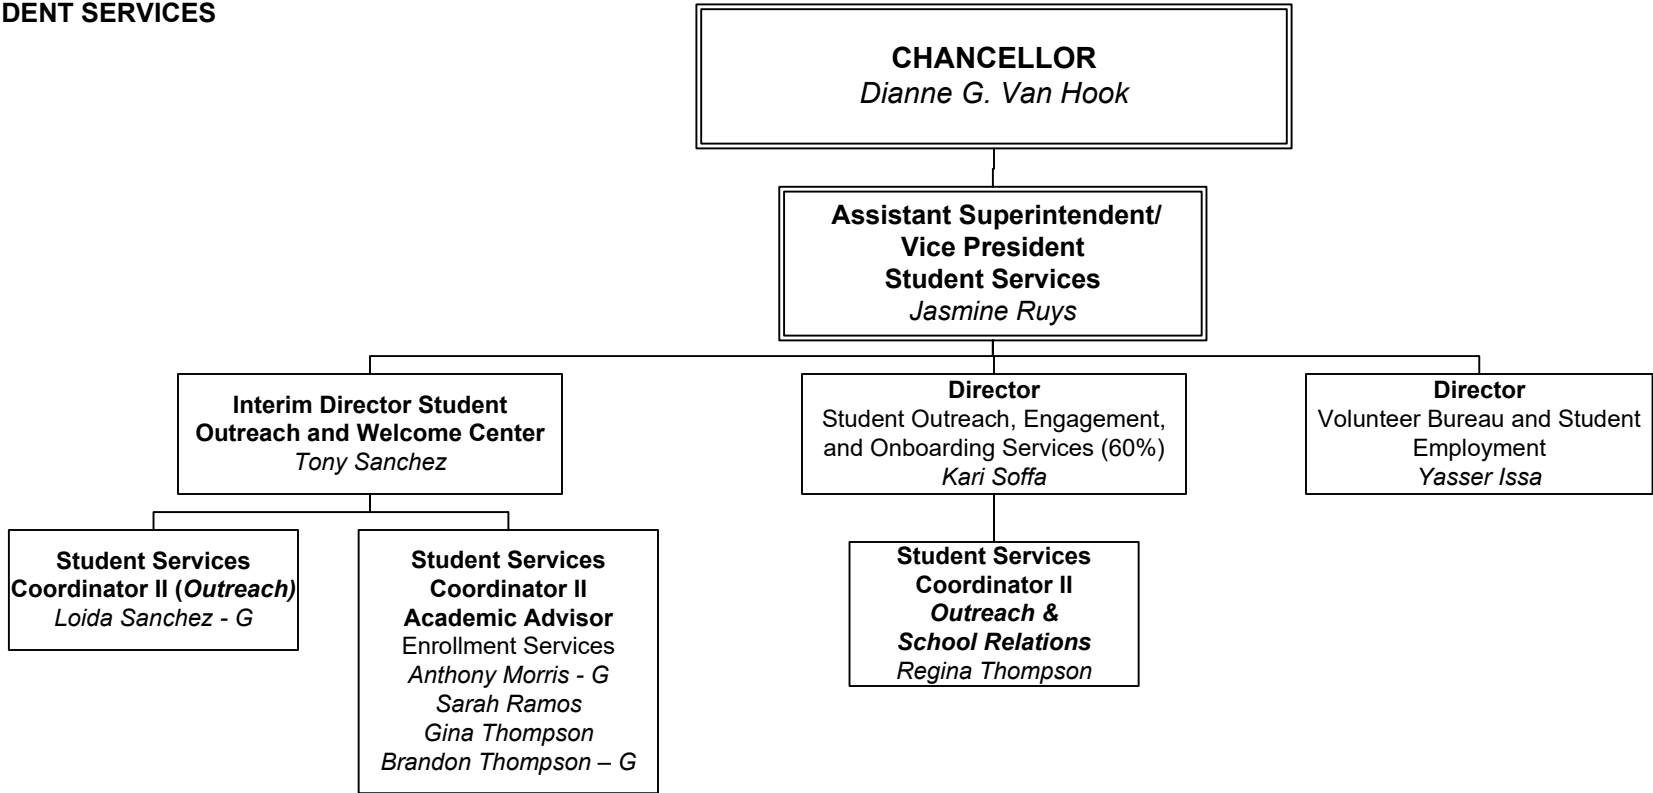 DENT SERVICES
CHANCELLOR
Dianne G. Van Hook
Assistant Superintendent/
Vice President
Student Services
Jasmine Ruys
Interim Director Student
Outreach and Welcome Center
Tony Sanchez
Director
Student Outreach, Engagement,
and Onboarding Services (60%)
Kari Soffa
Director
Volunteer Bureau and Student
Employment
Yasser Issa
Student Services
Coordinator II (Outreach)
Loida Sanchez - G
Student Services
Coordinator II
Academic Advisor
Enrollment Services
Anthony Morris - G
Sarah Ramos
Gina Thompson
Brandon Thompson – G
Student Services
Coordinator II
Outreach &
School Relations
Regina Thompson